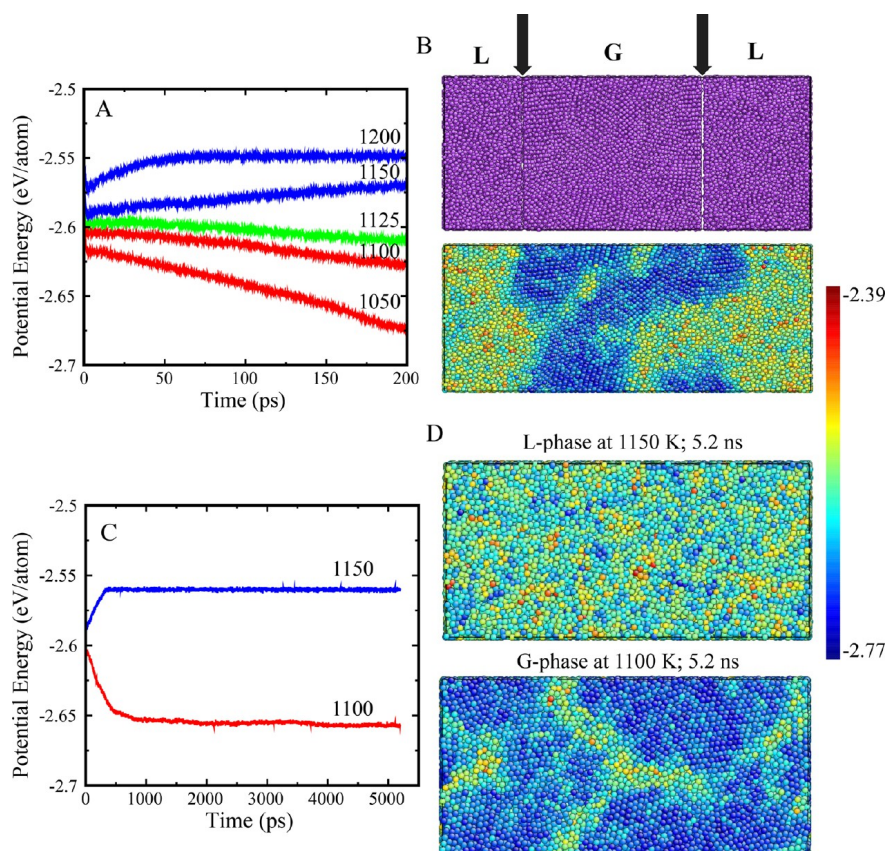 A
Potential Energy (eV/atom)
-2.5
-2.55
-2.6
-2.65
-2.7
1200
1150
1125
1100
1050
0 50 100 150 200
Time (ps)
B
L G L
-2.39
-2.77
C
Potential Energy (eV/atom)
-2.5
-2.55
-2.6
-2.65
-2.7
1150
1100
0 1000 2000 3000 4000 5000
Time (ps)
D
L-phase at 1150 K; 5.2 ns
G-phase at 1100 K; 5.2 ns